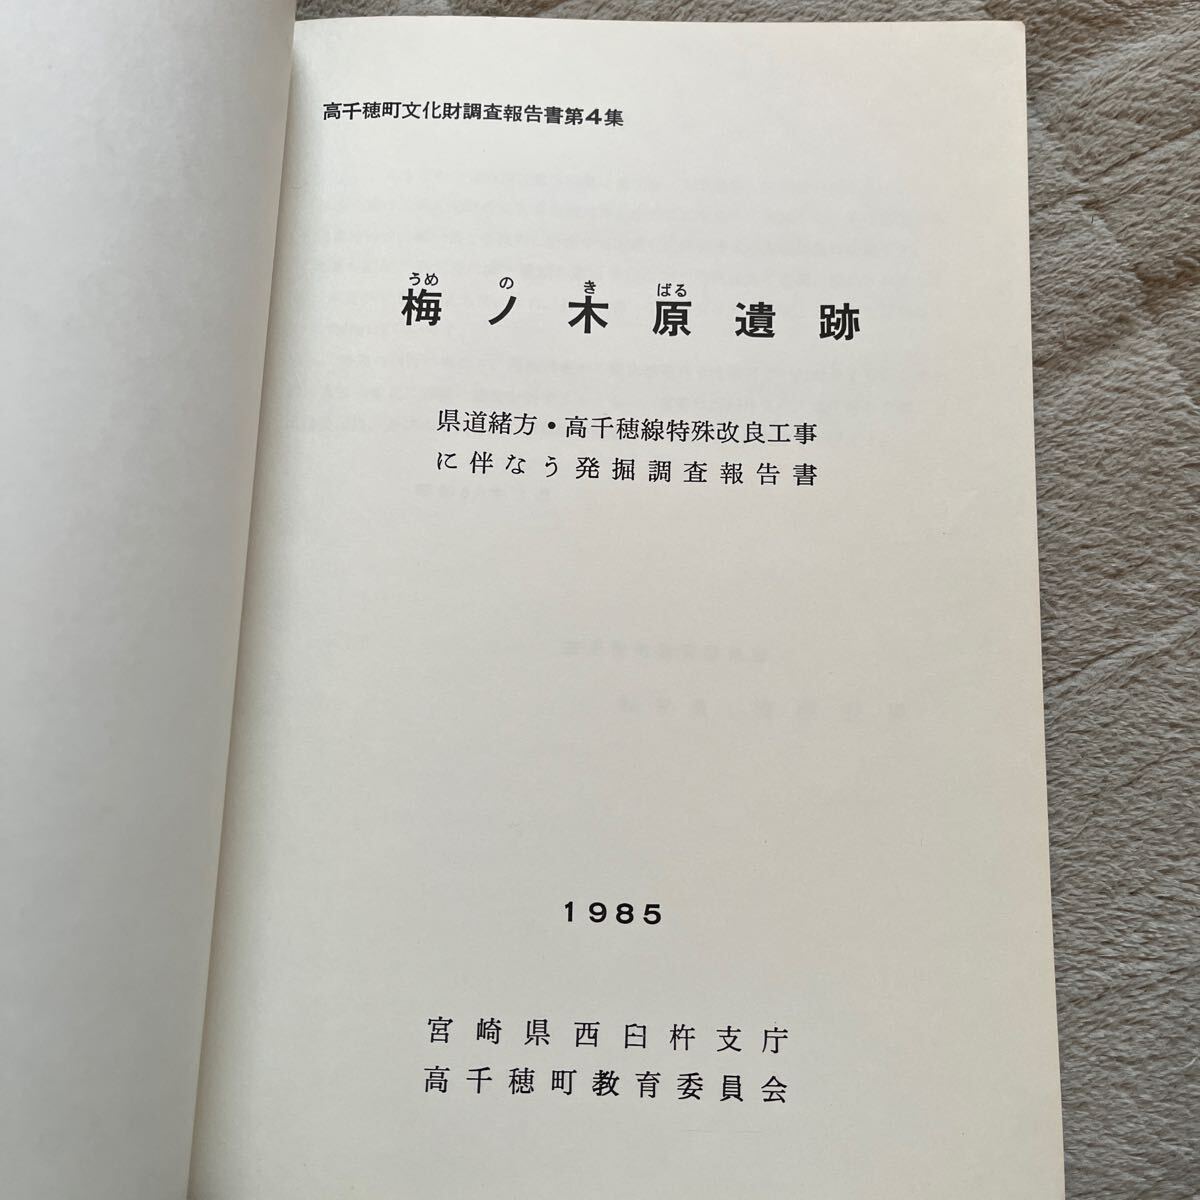 高千穂町文化財調査報告書第4集
うめ の き ばる
梅ノ木原遺跡
県道緒方・高千穂線特殊改良工事
に伴なう発掘調査報告書
1985
宮崎県西臼杵支庁
高千穂町教育委員会